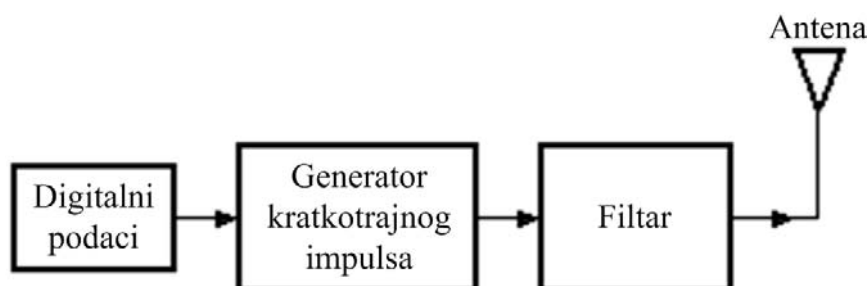 Antena
Digitalni
podaci
Generator
kratkotrajnog
impulsa
Filtar